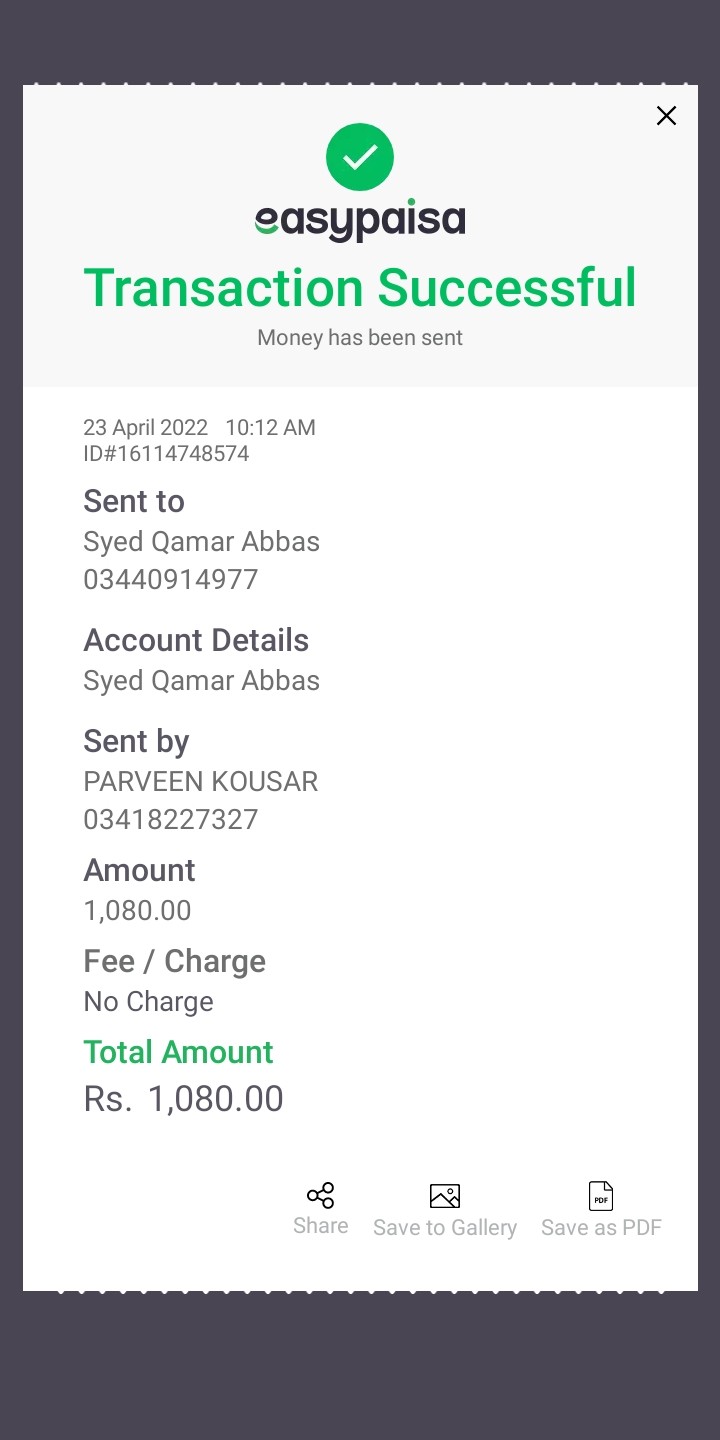 easypaisa
Transaction Successful
Money has been sent
23 April 2022 10:12 AM
ID#16114748574
Sent to
Syed Qamar Abbas
03440914977
Account Details
Syed Qamar Abbas
Sent by
PARVEEN KOUSAR
03418227327
Amount
1,080.00
Fee / Charge
No Charge
Total Amount
Rs. 1,080.00
PDF
Share Save to Gallery Save as PDF